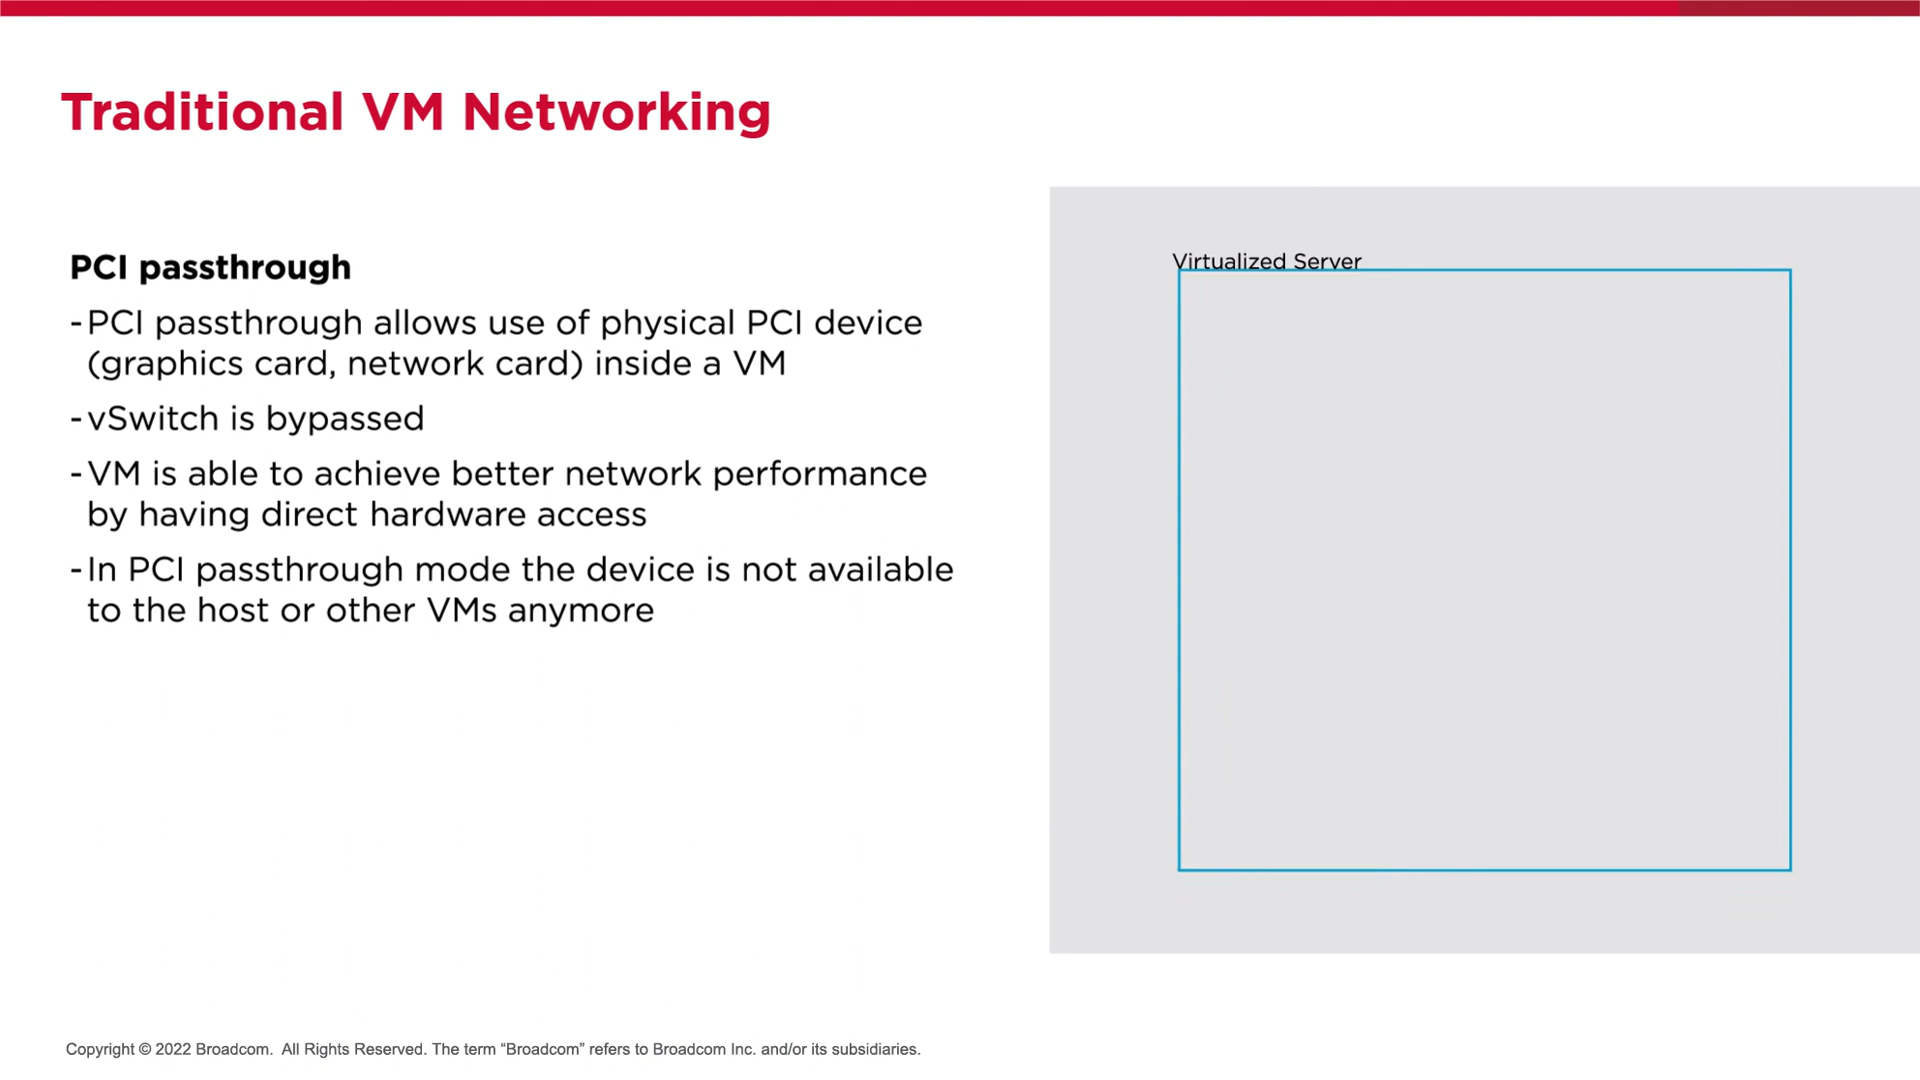 Traditional VM Networking
PCI passthrough
-PCI passthrough allows use of physical PCI device
(graphics card, network card) inside a VM
-vSwitch is bypassed
-VM is able to achieve better network performance
by having direct hardware access
-In PCI passthrough mode the device is not available
to the host or other VMs anymore
Virtualized Server
Copyright © 2022 Broadcom.  All Rights Reserved. The term “Broadcom” refers to Broadcom Inc. and/or its subsidiaries.